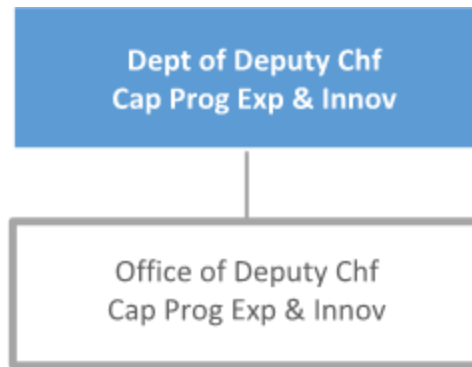 Dept of Deputy Chf
Cap Prog Exp & Innov
Office of Deputy Chf
Cap Prog Exp & Innov